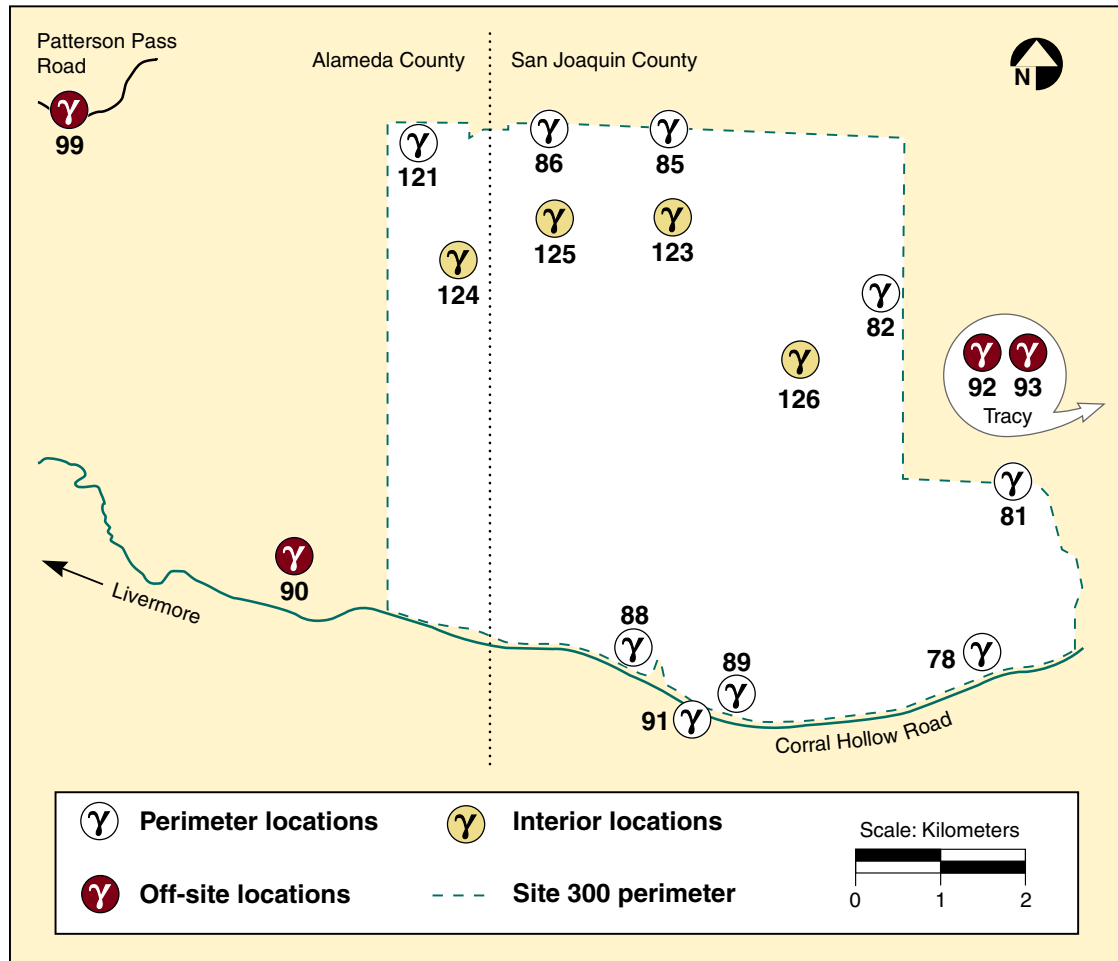 Patterson Pass
Road
Alameda County
San Joaquin County
N
γ
99
γ
121
γ
86
γ
85
γ
125
γ
123
γ
124
γ
82
γ
126
γ γ
92 93
Tracy
γ
81
γ
90
Livermore
88
γ
89
γ
78 γ
91 γ
Corral Hollow Road
γ Perimeter locations
γ Interior locations
Scale: Kilometers
γ Off-site locations
Site 300 perimeter
0 1 2